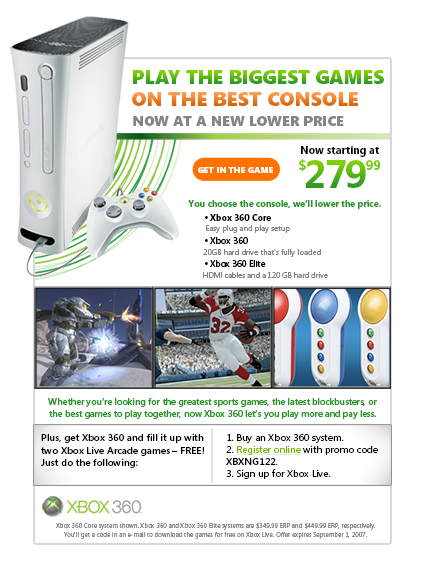 PLAY THE BIGGEST GAMES
ON THE BEST CONSOLE
NOW AT A NEW LOWER PRICE
Now starting at
GET IN THE GAME
$279.99
You choose the console, we'll lower the price.
• Xbox 360 Core
Easy plug and play setup
• Xbox 360
20GB hard drive that's fully loaded
• Xbox 360 Elite
HDMI cables and a 120 GB hard drive
32
Whether you're looking for the greatest sports games, the latest blockbusters, or
the best games to play together, now Xbox 360 let's you play more and pay less.
Plus, get Xbox 360 and fill it up with
two Xbox Live Arcade games – FREE!
Just do the following:
1. Buy an Xbox 360 system.
2. Register online with promo code
XBXNG122.
3. Sign up for Xbox Live.
XBOX 360
Xbox 360 Core system shown. Xbox 360 and Xbox 360 Elite systems are $349.99 ERP and $449.99 ERP, respectively.
You'll get a code in an e-mail to download the games for free on Xbox Live. Offer expires September 1, 2007.